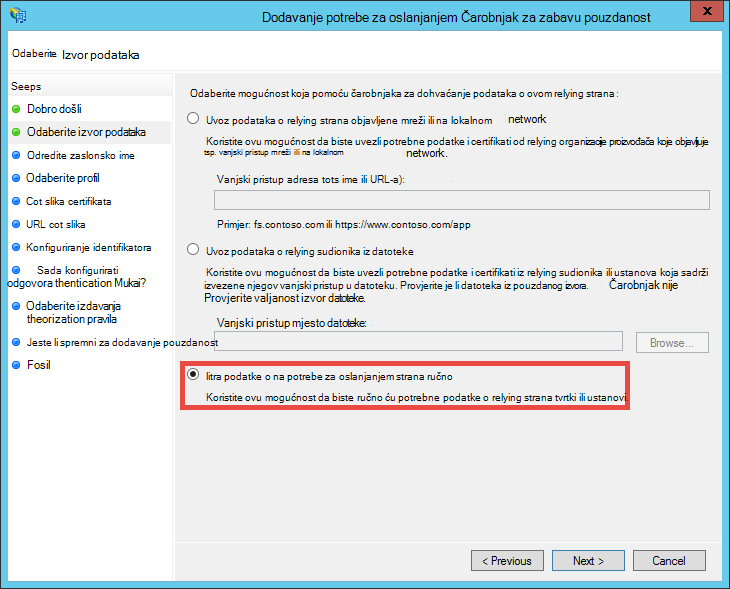 Dodavanje potrebe za oslanjanjem Čarobnjak za zabavu pouzdanost
Odaberite Izvor podataka
Seeps
Dobro došli
Odaberite izvor podataka
Odredite zaslonsko ime
Odaberite profil
Cot slika certifikata
URL cot slika
Konfiguriranje identifikatora
Sada konfigurirati
odgovora thentication Mukai?
Odaberite izdavanja
theorization pravila
Jeste li spremni za dodavanje pouzdanost
Fosil
Odaberite mogućnost koja pomoću čarobnjaka za dohvaćanje podataka o ovom relying strana :
Uvoz podataka o relying strana objavljene mreži ili na lokalnom network
Koristite ovu mogućnost da biste uvezli potrebne podatke i certifikati od relying organizacije proizvođača koje objavljuje
tsp. vanjski pristup mreži ili na lokalnom network.
Vanjski pristup adresa tots ime ili URL-a):
Primjer: fs.contoso.com ili https://www.contoso.com/app
Uvoz podataka o relying sudionika iz datoteke
Koristite ovu mogućnost da biste uvezli potrebne podatke i certifikati iz relying sudionika ili ustanova koja sadrži
izvezene njegov vanjski pristup u datoteku. Provjerite je li datoteka iz pouzdanog izvora. Čarobnjak nije
Provjerite valjanost izvor datoteke.
Vanjski pristup mjesto datoteke:
Browse...
litra podatke o na potrebe za oslanjanjem strana ručno
Koristite ovu mogućnost da biste ručno ću potrebne podatke o relying strana tvrtki ili ustanovi.
< Previous
Next >
Cancel